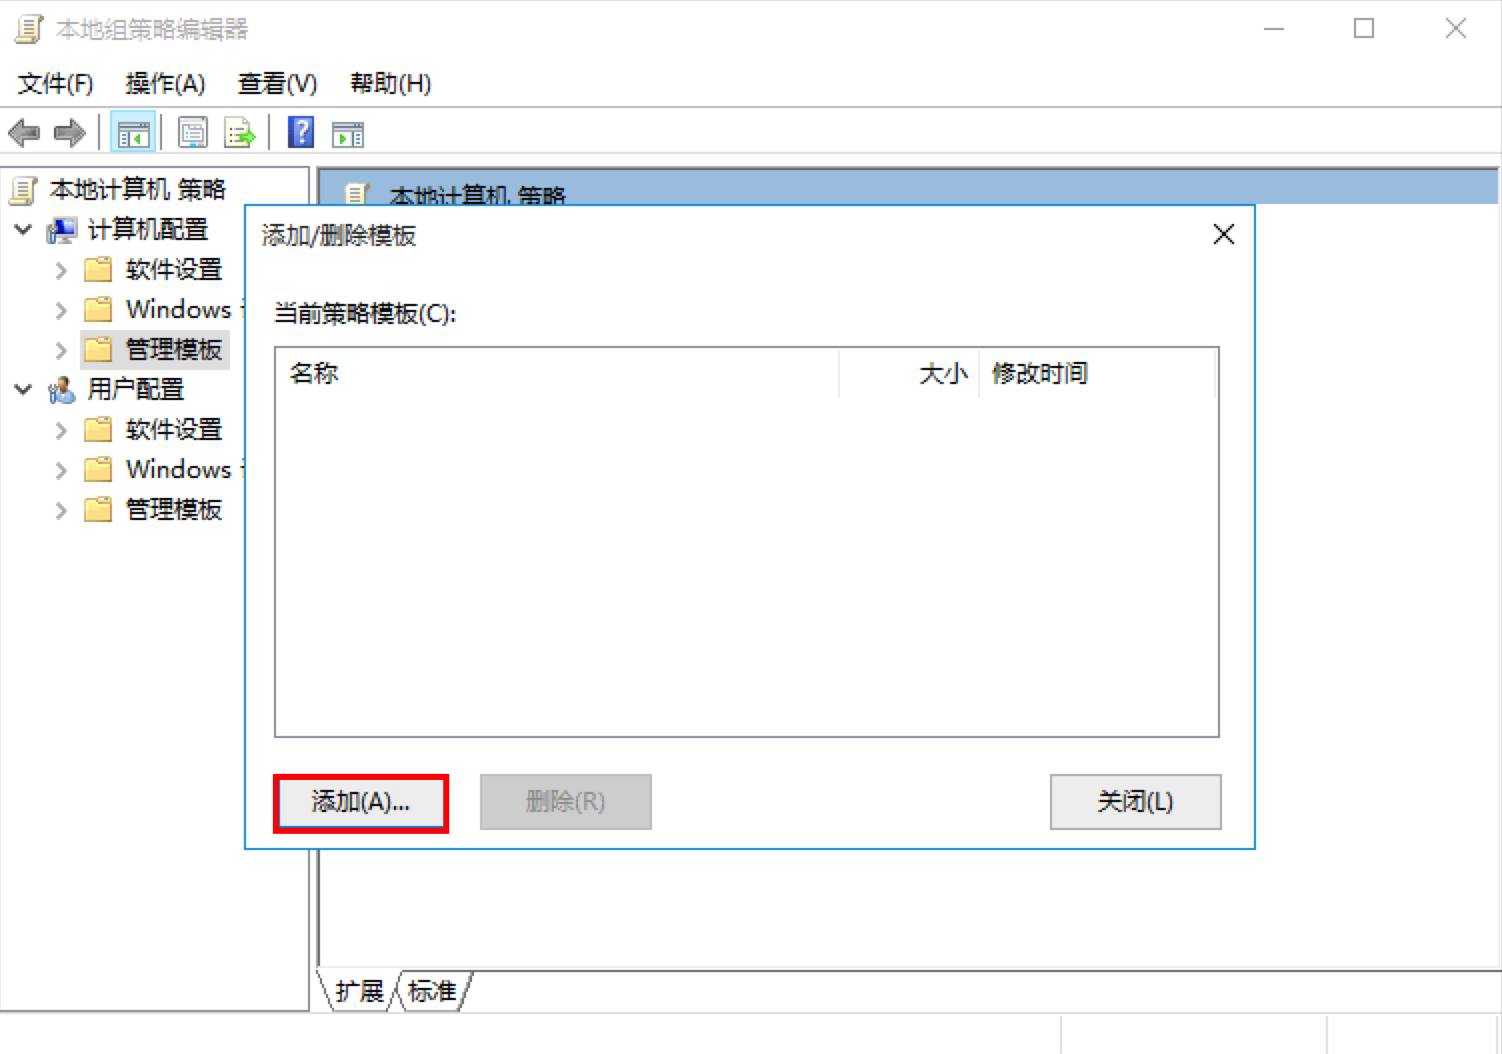 本地组策略编辑器
文件(F) 操作(A) 查看(V) 帮助(H)
本地计算机 策略
计算机配置
软件设置
Windows
管理模板
用户配置
软件设置
Windows
管理模板
本地计算机 策略
添加/删除模板
当前策略模板(C):
名称 大小 修改时间
添加(A)... 删除(R) 关闭(L)
扩展 标准